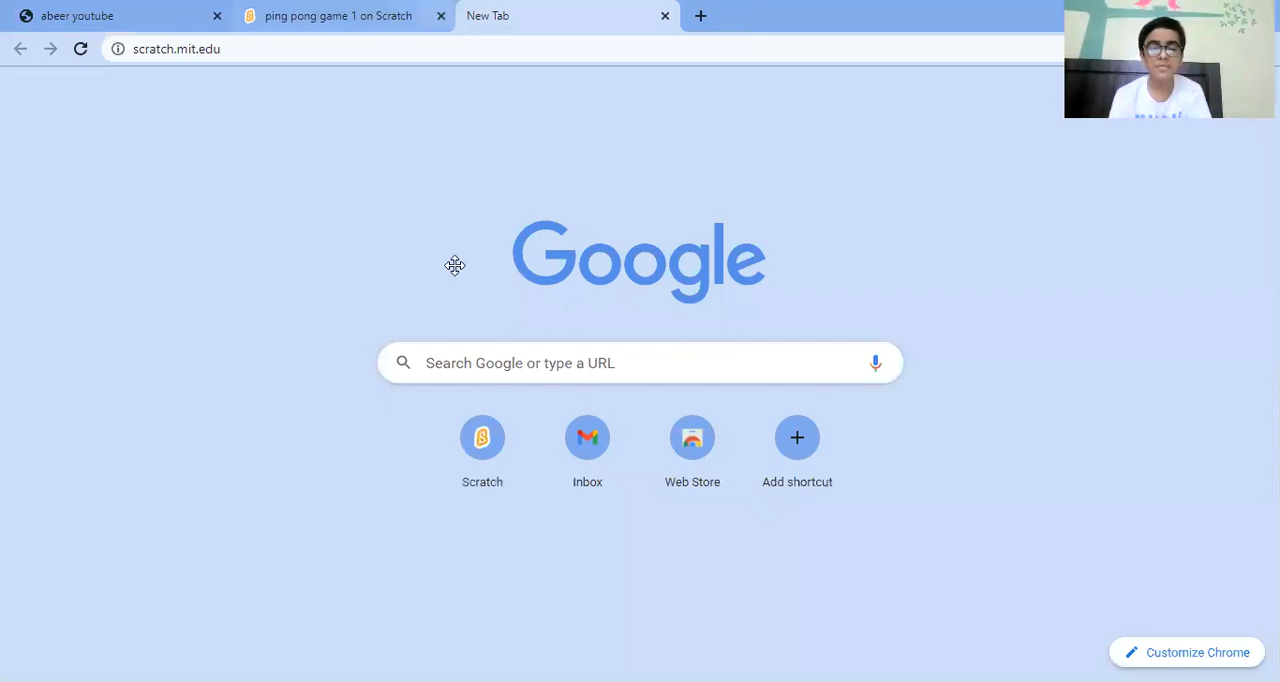 abeer youtube
ping pong game 1 on Scratch
New Tab
scratch.mit.edu
Google
Search Google or type a URL
Scratch
Inbox
Web Store
Add shortcut
Customize Chrome